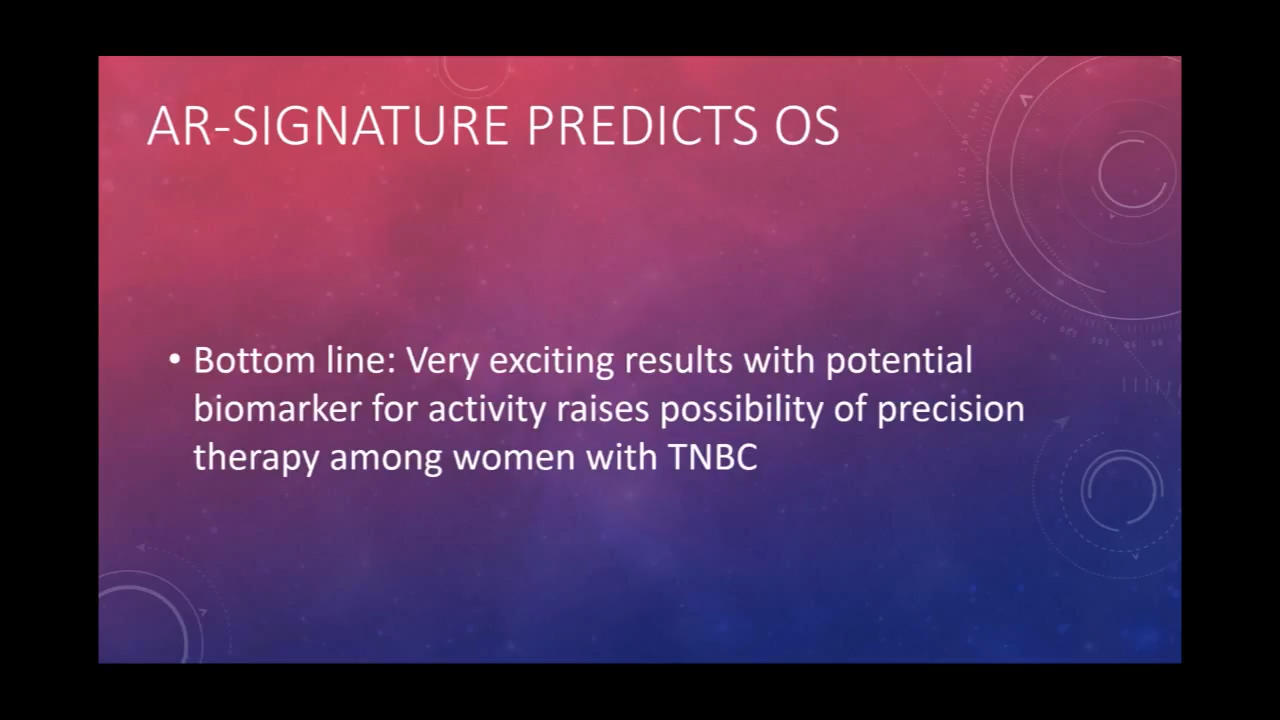 AR-SIGNATURE PREDICTS OS
• Bottom line: Very exciting results with potential
biomarker for activity raises possibility of precision
therapy among women with TNBC